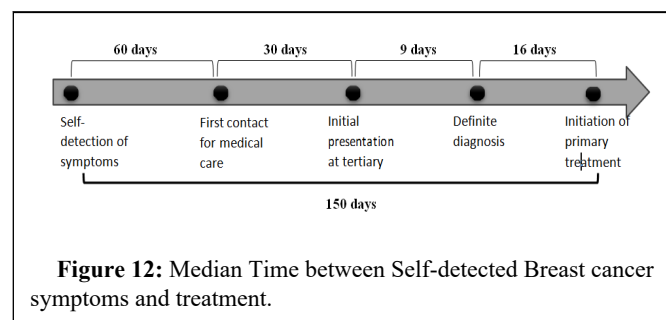 60 days 30 days 9 days 16 days
Self-
detection of
symptoms
First contact
for medical
care
Initial
presentation
at tertiary
Definite
diagnosis
Initiation of
primary
treatment
150 days
Figure 12: Median Time between Self-detected Breast cancer
symptoms and treatment.